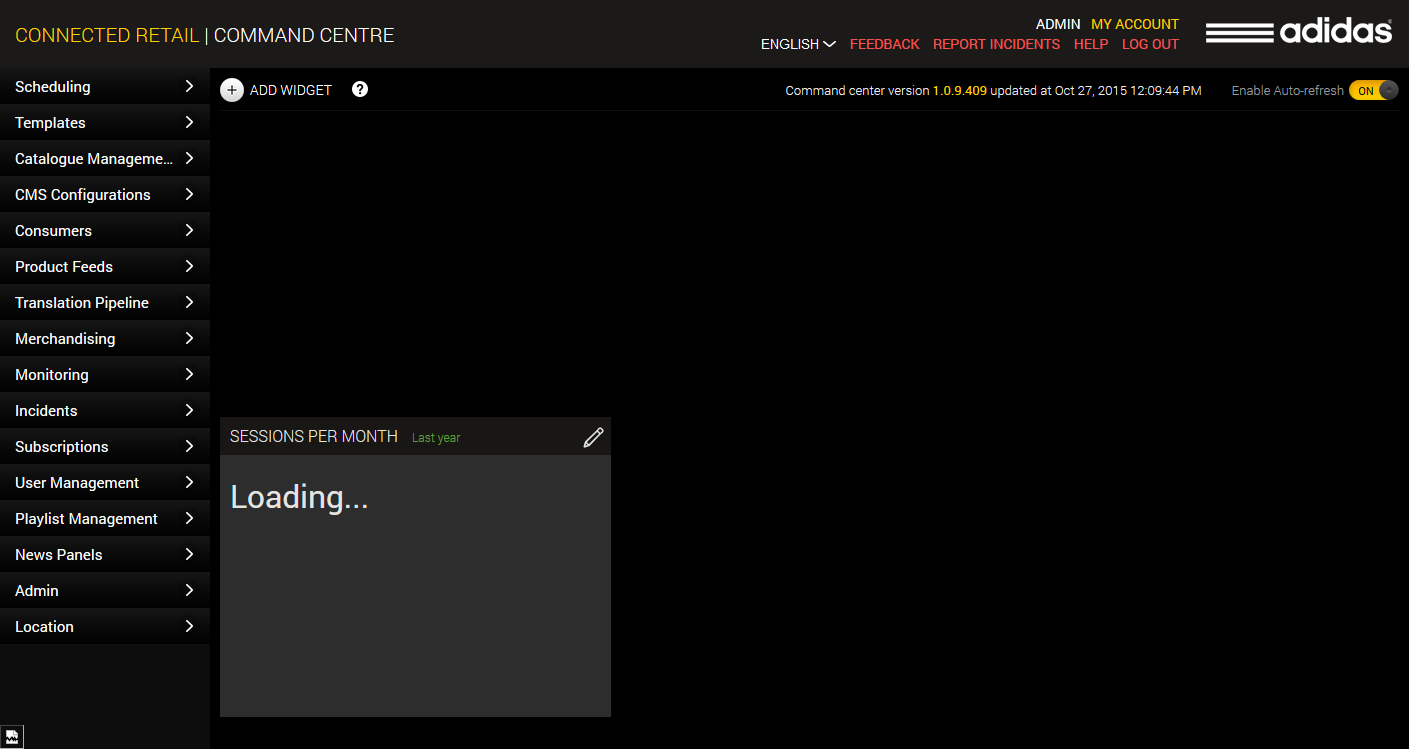 CONNECTED RETAIL | COMMAND CENTRE
ADMIN MY ACCOUNT
ENGLISH FEEDBACK REPORT INCIDENTS HELP LOG OUT
adidas®
Scheduling
Templates
Catalogue Manageme...
CMS Configurations
Consumers
Product Feeds
Translation Pipeline
Merchandising
Monitoring
Incidents
Subscriptions
User Management
Playlist Management
News Panels
Admin
Location
+ ADD WIDGET ?
Command center version 1.0.9.409 updated at Oct 27, 2015 12:09:44 PM
Enable Auto-refresh ON
SESSIONS PER MONTH Last year
Loading...